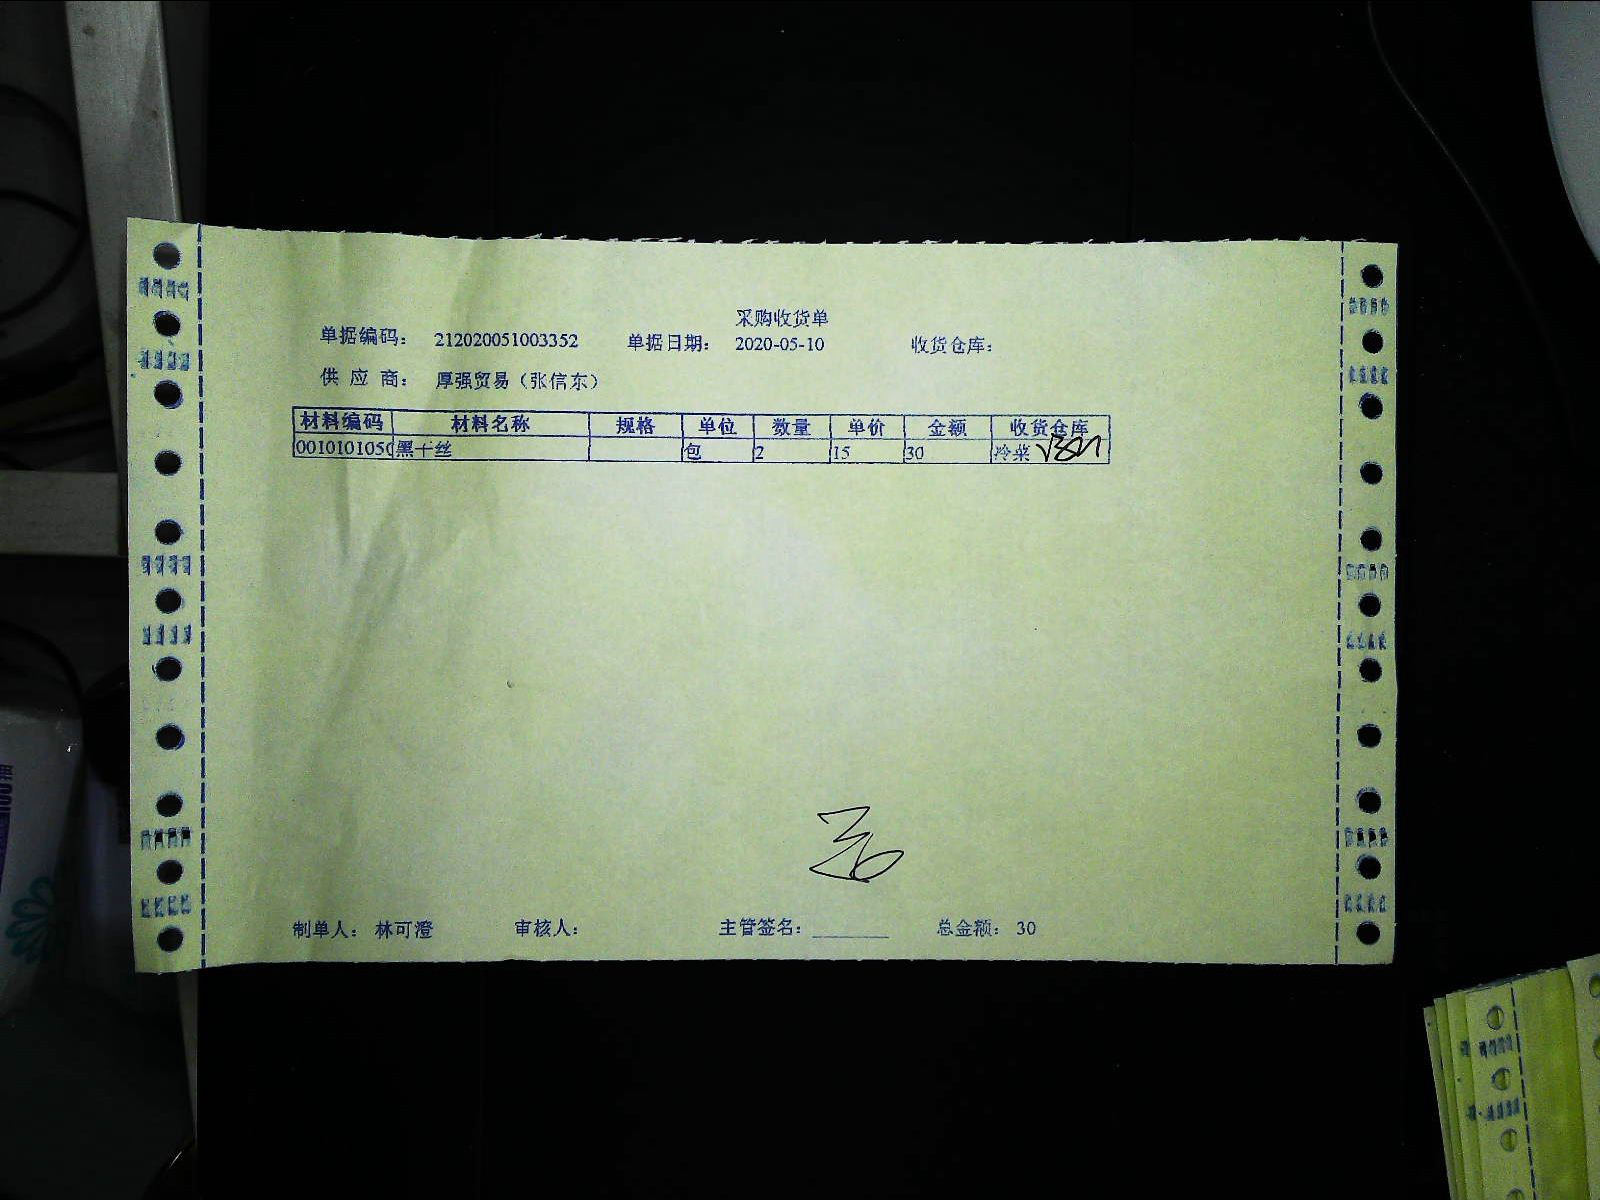 采购收货单
单据编码： 212020051003352 单据日期： 2020-05-10 收货仓库：
供 应 商： 厚强贸易（张信东）
材料编码 材料名称 规格 单位 数量 单价 金额 收货仓库
001010105 黑干丝 包 2 15 30 冷菜
制单人： 林可澄 审核人： 主管签名：________ 总金额： 30